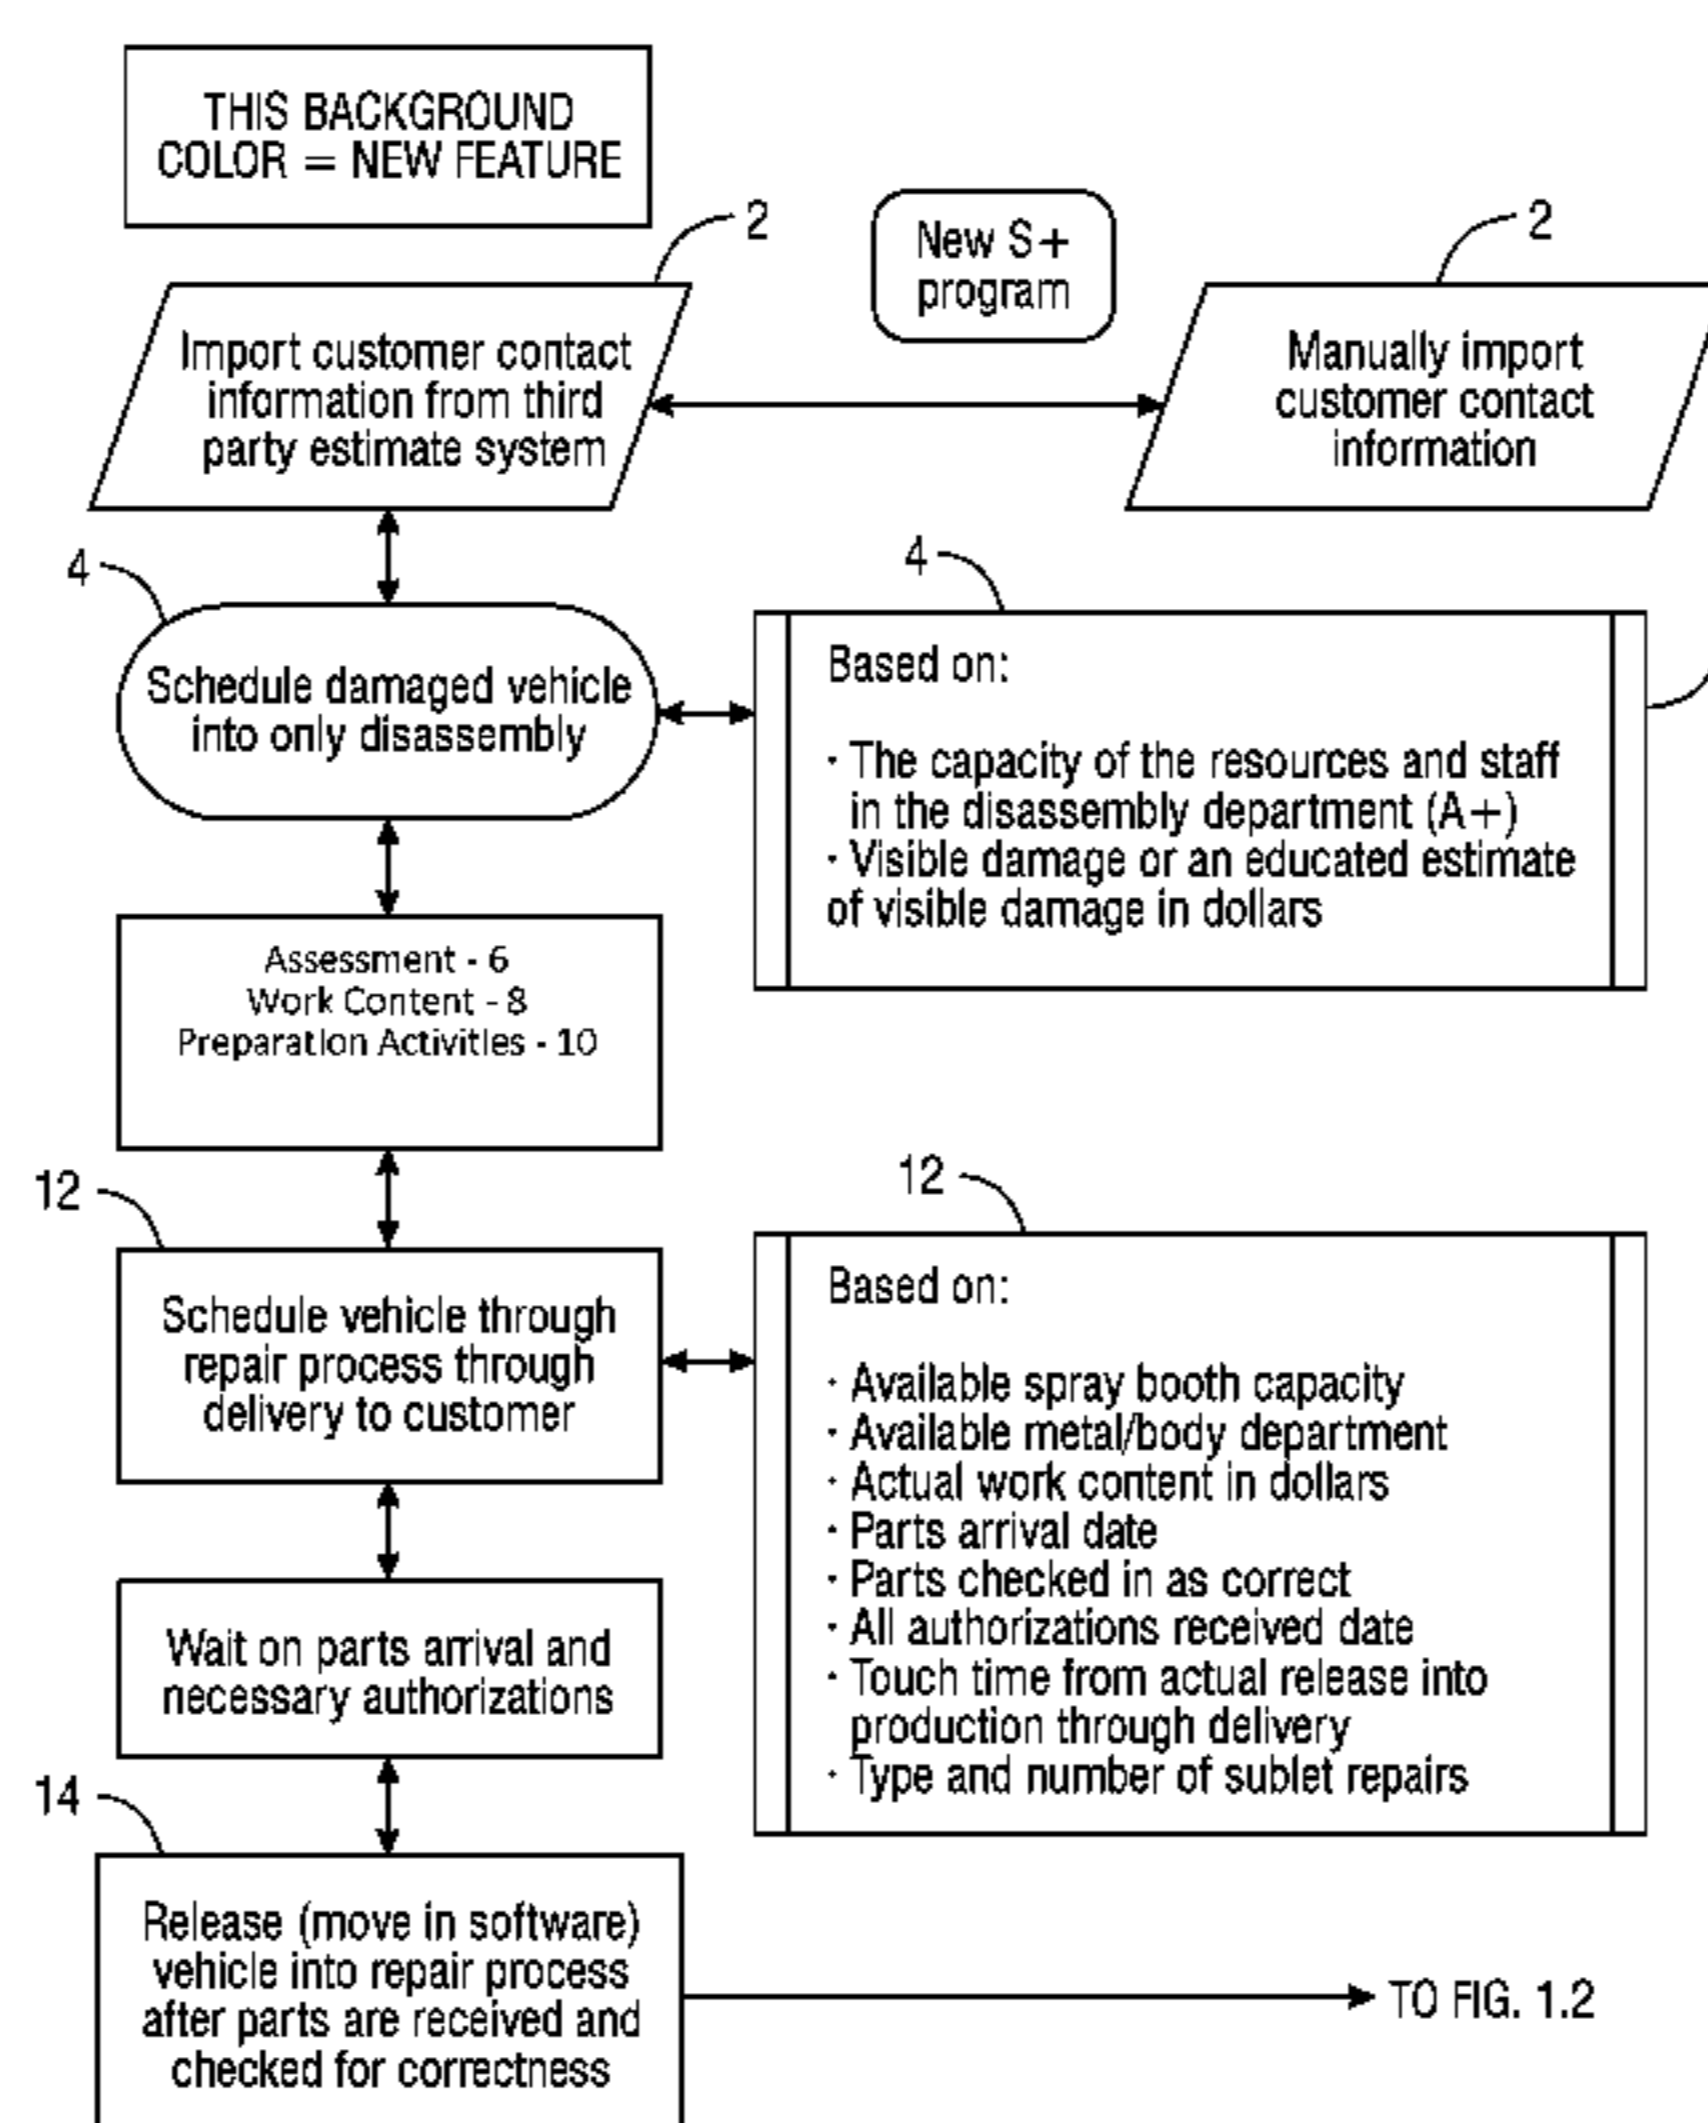 THIS BACKGROUND
COLOR = NEW FEATURE
2
New S+
program
2
Import customer contact
information from third
party estimate system
Manually import
customer contact
information
4
Schedule damaged vehicle
into only disassembly
4
Based on:
· The capacity of the resources and staff
in the disassembly department (A+)
· Visible damage or an educated estimate
of visible damage in dollars
Assessment - 6
Work Content - 8
Preparation Activities - 10
12
Schedule vehicle through
repair process through
delivery to customer
12
Based on:
· Available spray booth capacity
· Available metal/body department
· Actual work content in dollars
· Parts arrival date
· Parts checked in as correct
· All authorizations received date
· Touch time from actual release into
production through delivery
· Type and number of sublet repairs
Wait on parts arrival and
necessary authorizations
14
Release (move in software)
vehicle into repair process
after parts are received and
checked for correctness
TO FIG. 1.2